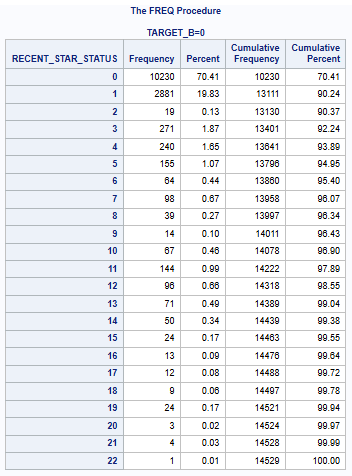 The FREQ Procedure
TARGET_B=0
RECENT_STAR_STATUS Frequency Percent Cumulative Frequency Cumulative Percent
0 10230 70.41 10230 70.41
1 2881 19.83 13111 90.24
2 19 0.13 13130 90.37
3 271 1.87 13401 92.24
4 240 1.65 13641 93.89
5 155 1.07 13796 94.95
6 64 0.44 13860 95.40
7 98 0.67 13958 96.07
8 39 0.27 13997 96.34
9 14 0.10 14011 96.43
10 67 0.46 14078 96.90
11 144 0.99 14222 97.89
12 96 0.66 14318 98.55
13 71 0.49 14389 99.04
14 50 0.34 14439 99.38
15 24 0.17 14463 99.55
16 13 0.09 14476 99.64
17 12 0.08 14488 99.72
18 9 0.06 14497 99.78
19 24 0.17 14521 99.94
20 3 0.02 14524 99.97
21 4 0.03 14528 99.99
22 1 0.01 14529 100.00